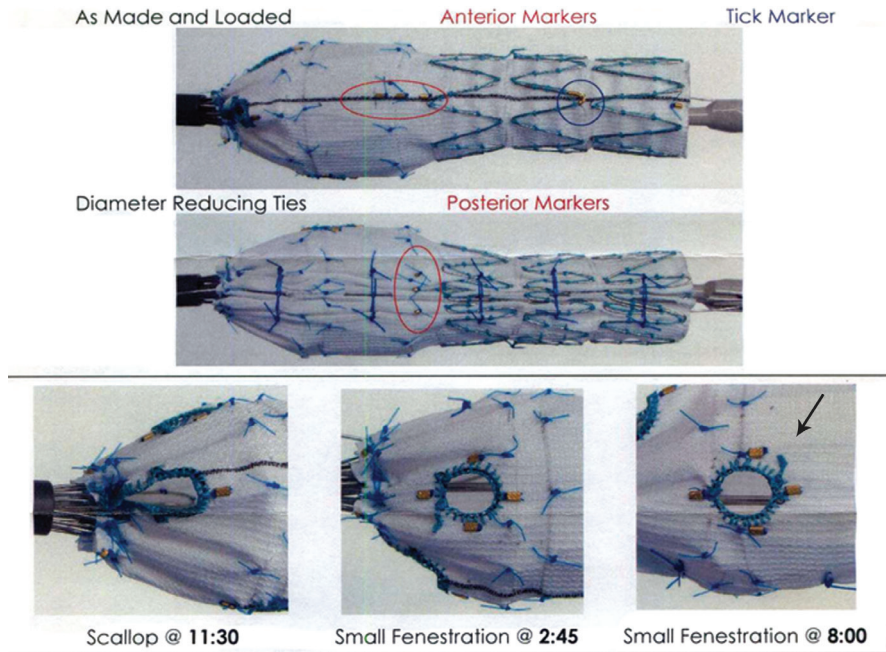 As Made and Loaded Anterior Markers Tick Marker
Diameter Reducing Ties Posterior Markers
Scallop @ 11:30 Small Fenestration @ 2:45 Small Fenestration @ 8:00